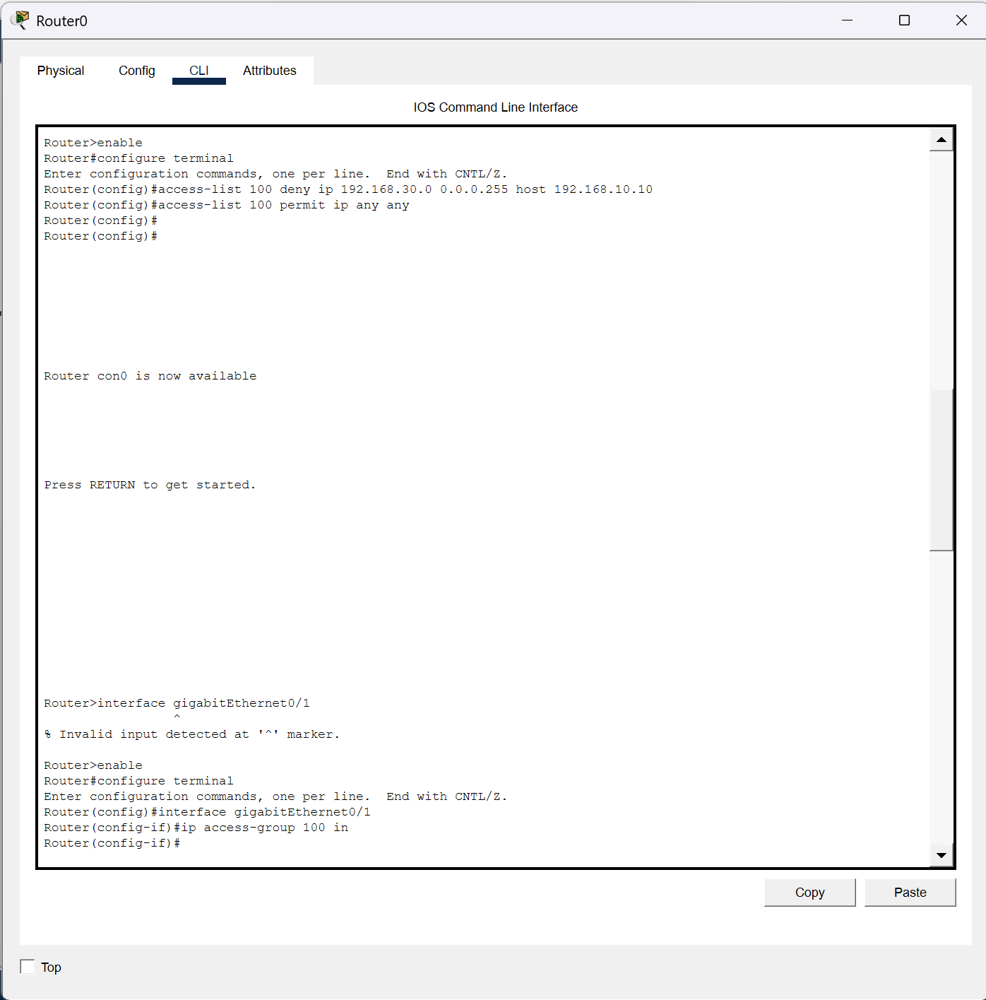 Router0
Physical Config CLI Attributes
IOS Command Line Interface
Router>enable
Router#configure terminal
Enter configuration commands, one per line.  End with CNTL/Z.
Router(config)#access-list 100 deny ip 192.168.30.0 0.0.0.255 host 192.168.10.10
Router(config)#access-list 100 permit ip any any
Router(config)#
Router(config)#
Router con0 is now available
Press RETURN to get started.
Router>interface gigabitEthernet0/1
^
% Invalid input detected at '^' marker.
Router>enable
Router#configure terminal
Enter configuration commands, one per line.  End with CNTL/Z.
Router(config)#interface gigabitEthernet0/1
Router(config-if)#ip access-group 100 in
Router(config-if)#
Copy Paste
Top